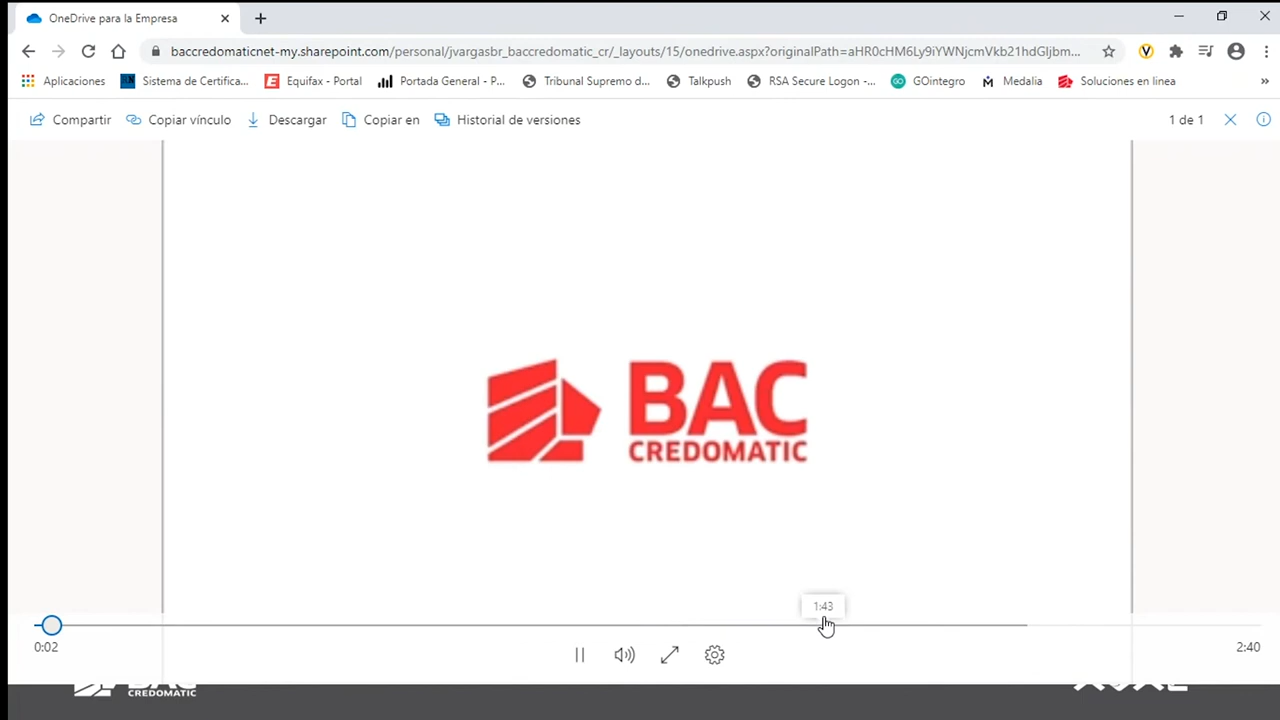 OneDrive para la Empresa
baccredomaticnet-my.sharepoint.com/personal/jvargasbr_baccredomatic_cr/_layouts/15/onedrive.aspx?originalPath=aHR0cHM6Ly9iYWNjcmVkb21hdGljbm...
Aplicaciones Sistema de Certifica... Equifax - Portal Portada General - P... Tribunal Supremo d... Talkpush RSA Secure Logon -... GOintegro Medalia Soluciones en linea »
Compartir Copiar vínculo Descargar Copiar en Historial de versiones 1 de 1
BAC
CREDOMATIC
1:43
0:02 2:40
CREDOMATIC